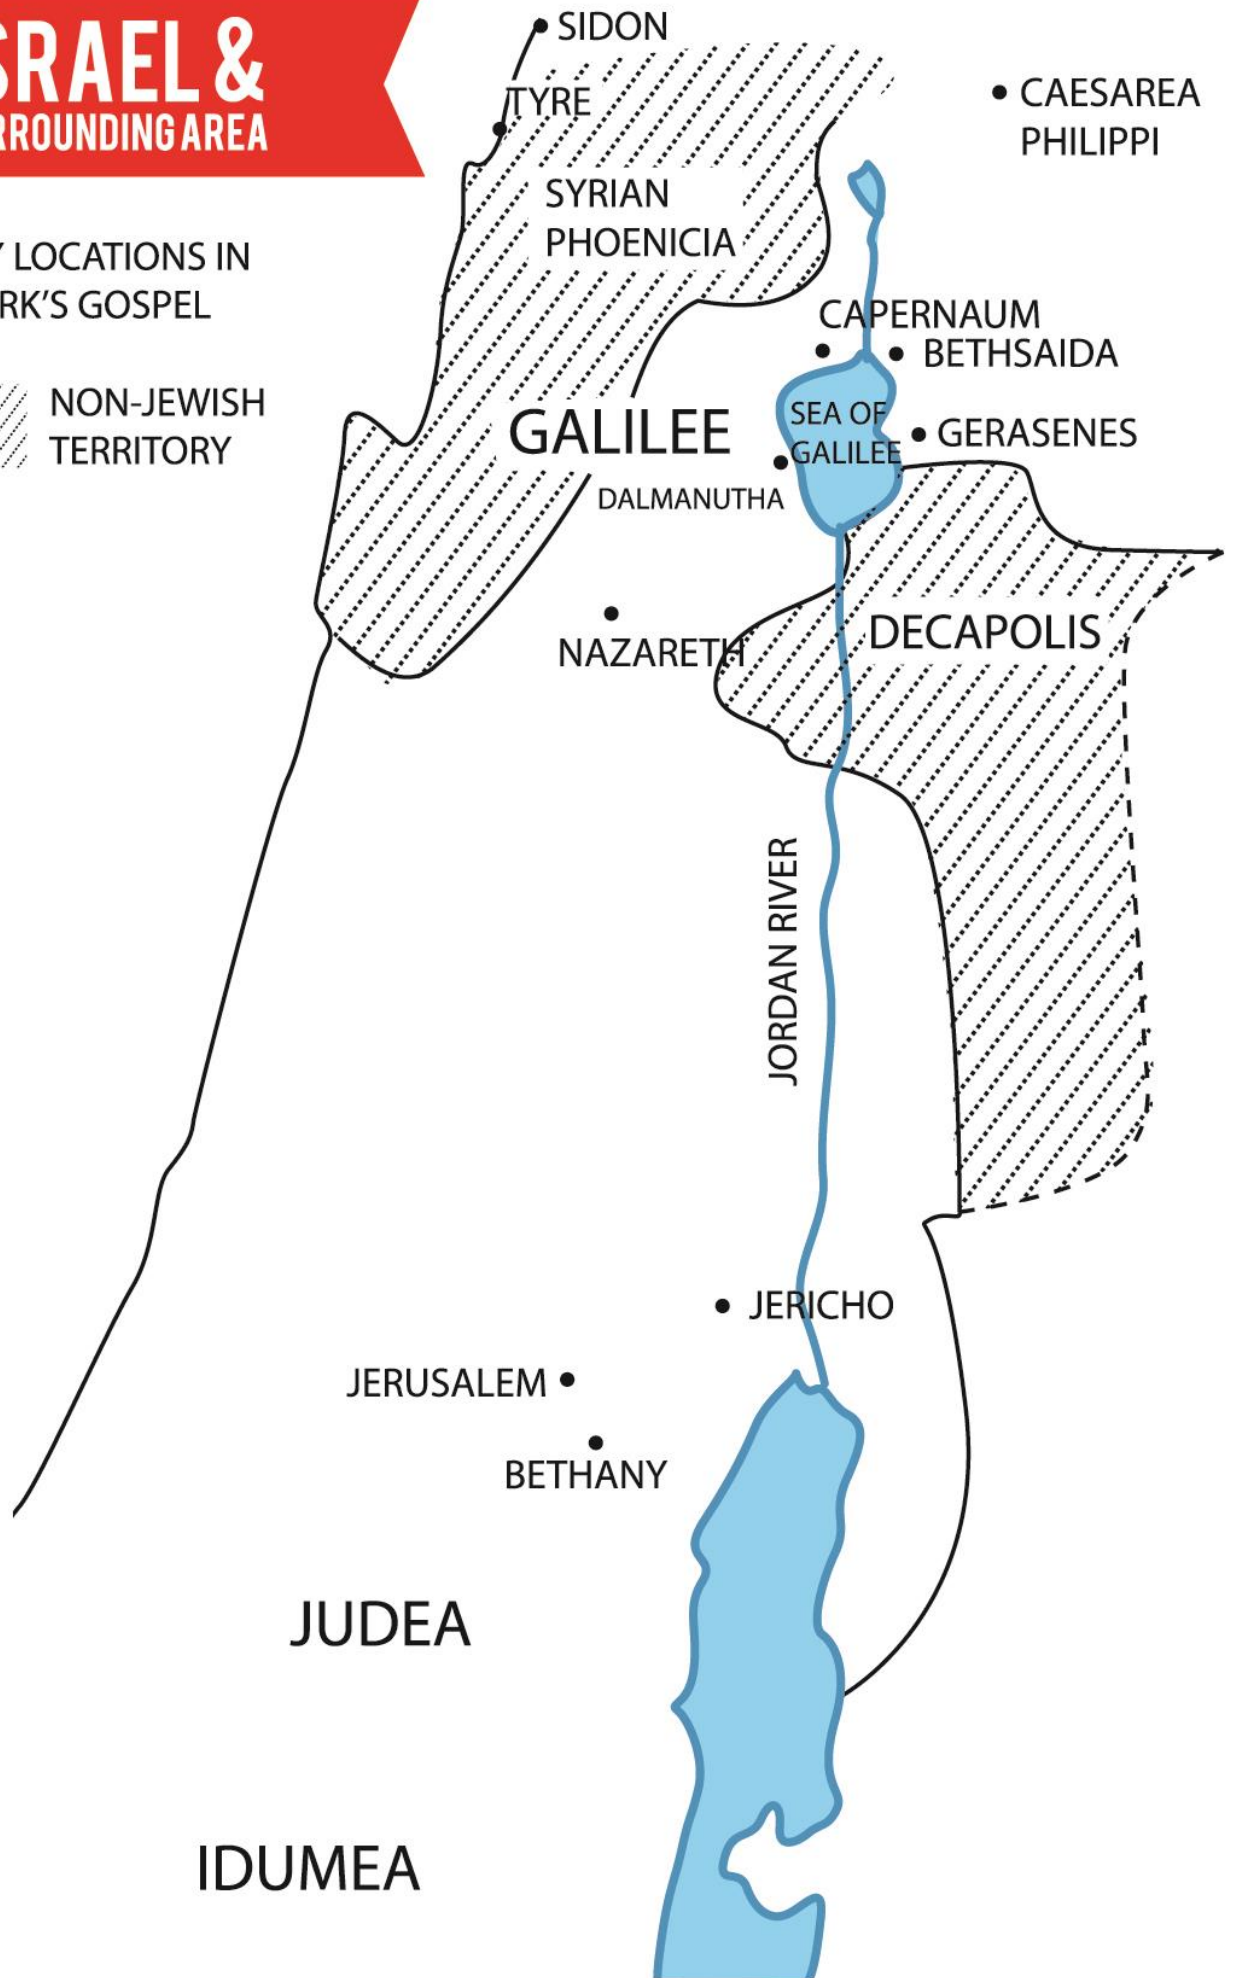 SRAEL &
RROUNDING AREA
Y LOCATIONS IN
RK'S GOSPEL
NON-JEWISH
TERRITORY
SIDON
TYRE
CAESAREA
PHILIPPI
SYRIAN
PHOENICIA
CAPERNAUM
BETHSAIDA
GALILEE
SEA OF
GALILEE
GERASENES
DALMANUTHA
NAZARETH
DECAPOLIS
JORDAN RIVER
JERICHO
JERUSALEM
BETHANY
JUDEA
IDUMEA